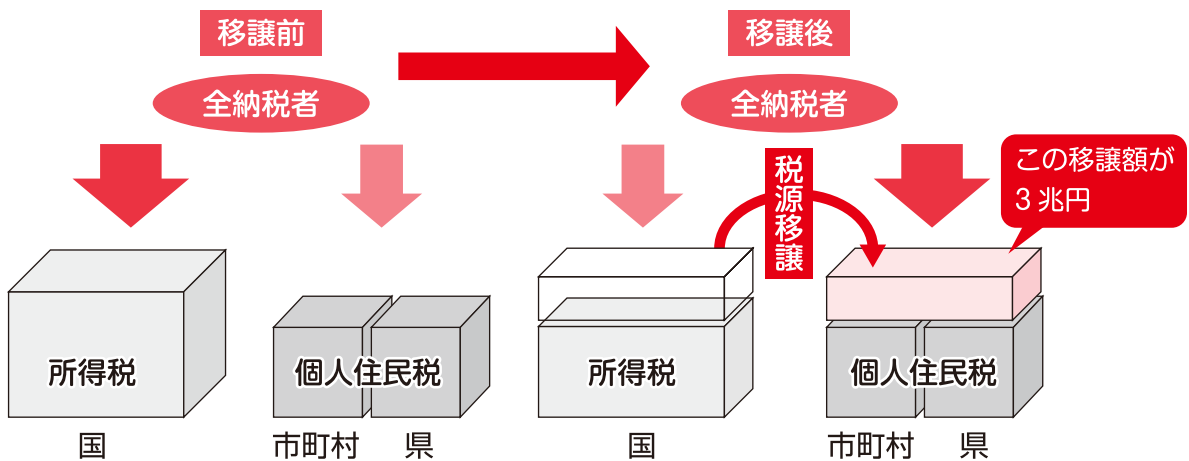 移譲前
移譲後
全納税者
全納税者
この移譲額が
3兆円
税源移譲
所得税
個人住民税
所得税
個人住民税
国
市町村
県
国
市町村
県